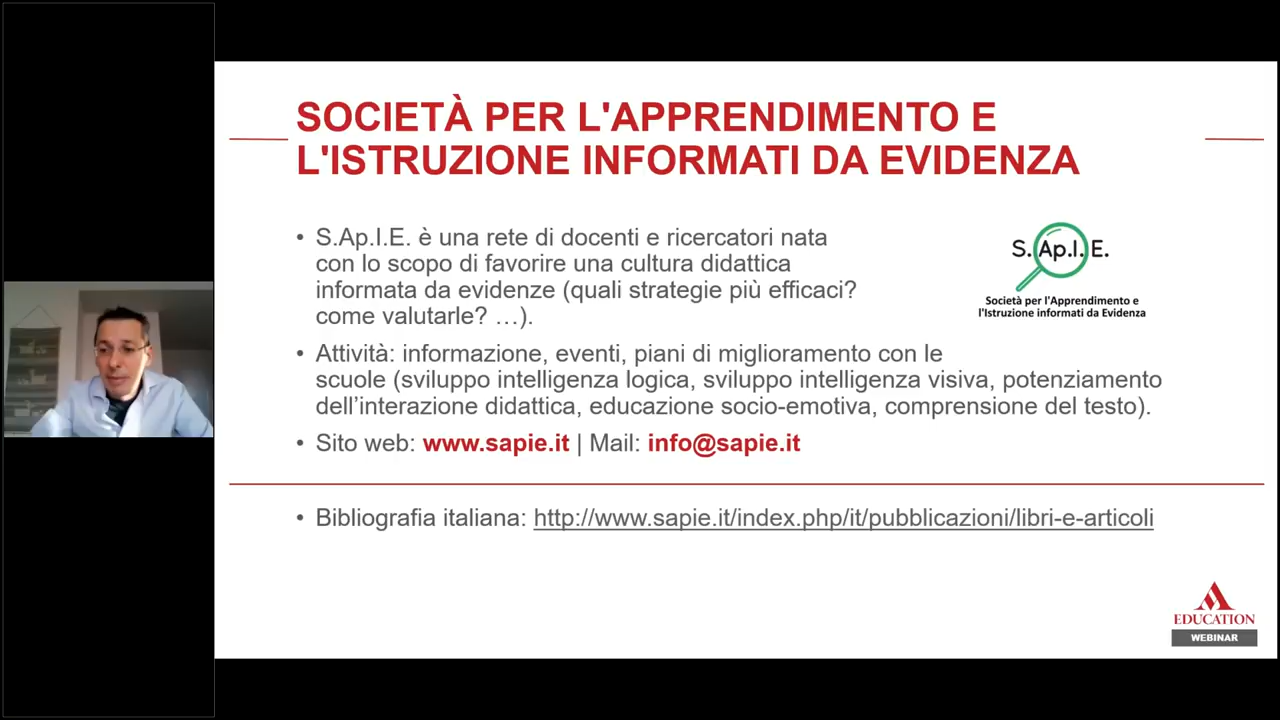 SOCIETÀ PER L'APPRENDIMENTO E
L'ISTRUZIONE INFORMATI DA EVIDENZA
• S.Ap.I.E. è una rete di docenti e ricercatori nata
con lo scopo di favorire una cultura didattica
informata da evidenze (quali strategie più efficaci?
come valutarle? …).
S.Ap.I.E.
Società per l'Apprendimento e
l'Istruzione informati da Evidenza
• Attività: informazione, eventi, piani di miglioramento con le
scuole (sviluppo intelligenza logica, sviluppo intelligenza visiva, potenziamento
dell’interazione didattica, educazione socio-emotiva, comprensione del testo).
• Sito web: www.sapie.it | Mail: info@sapie.it
• Bibliografia italiana: http://www.sapie.it/index.php/it/pubblicazioni/libri-e-articoli
EDUCATION
WEBINAR